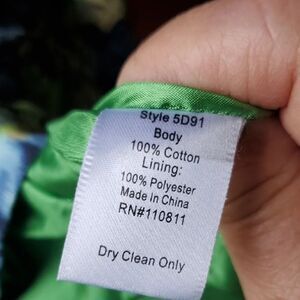 Style 5D91
Body
100% Cotton
Lining:
100% Polyester
Made in China
RN#110811
Dry Clean Only